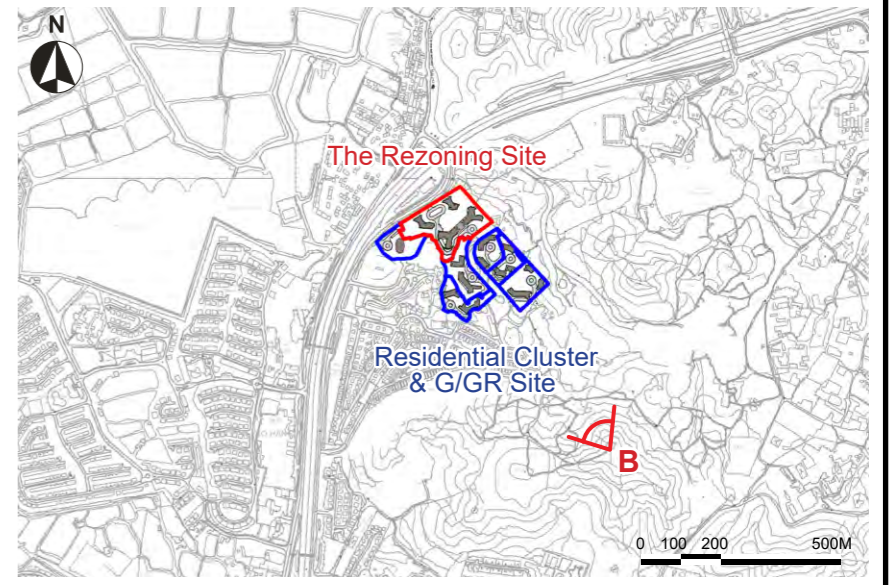 N
The Rezoning Site
Residential Cluster
& G/GR Site
B
0 100 200 500M